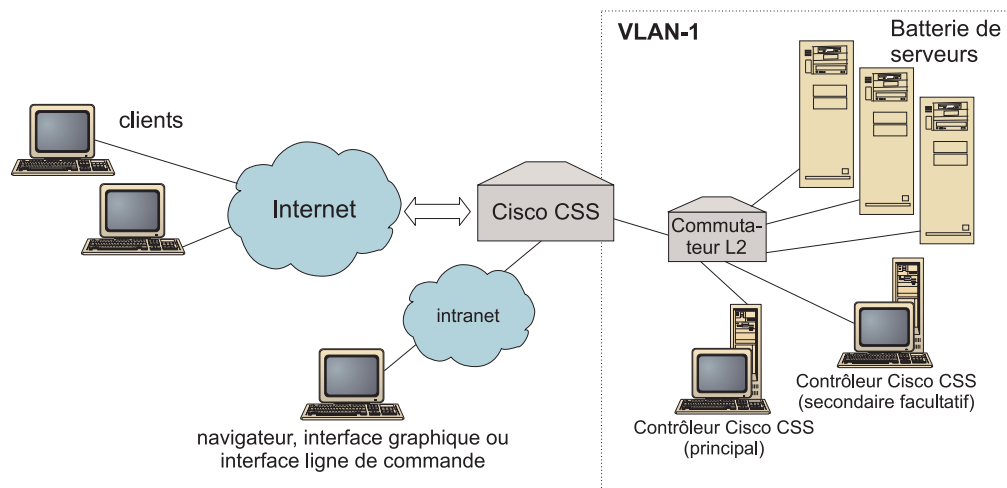 VLAN-1
Batterie de
serveurs
clients
Internet
Cisco CSS
Commuta-
teur L2
intranet
Contrôleur Cisco CSS
(secondaire facultatif)
Contrôleur Cisco CSS
(principal)
navigateur, interface graphique ou
interface ligne de commande